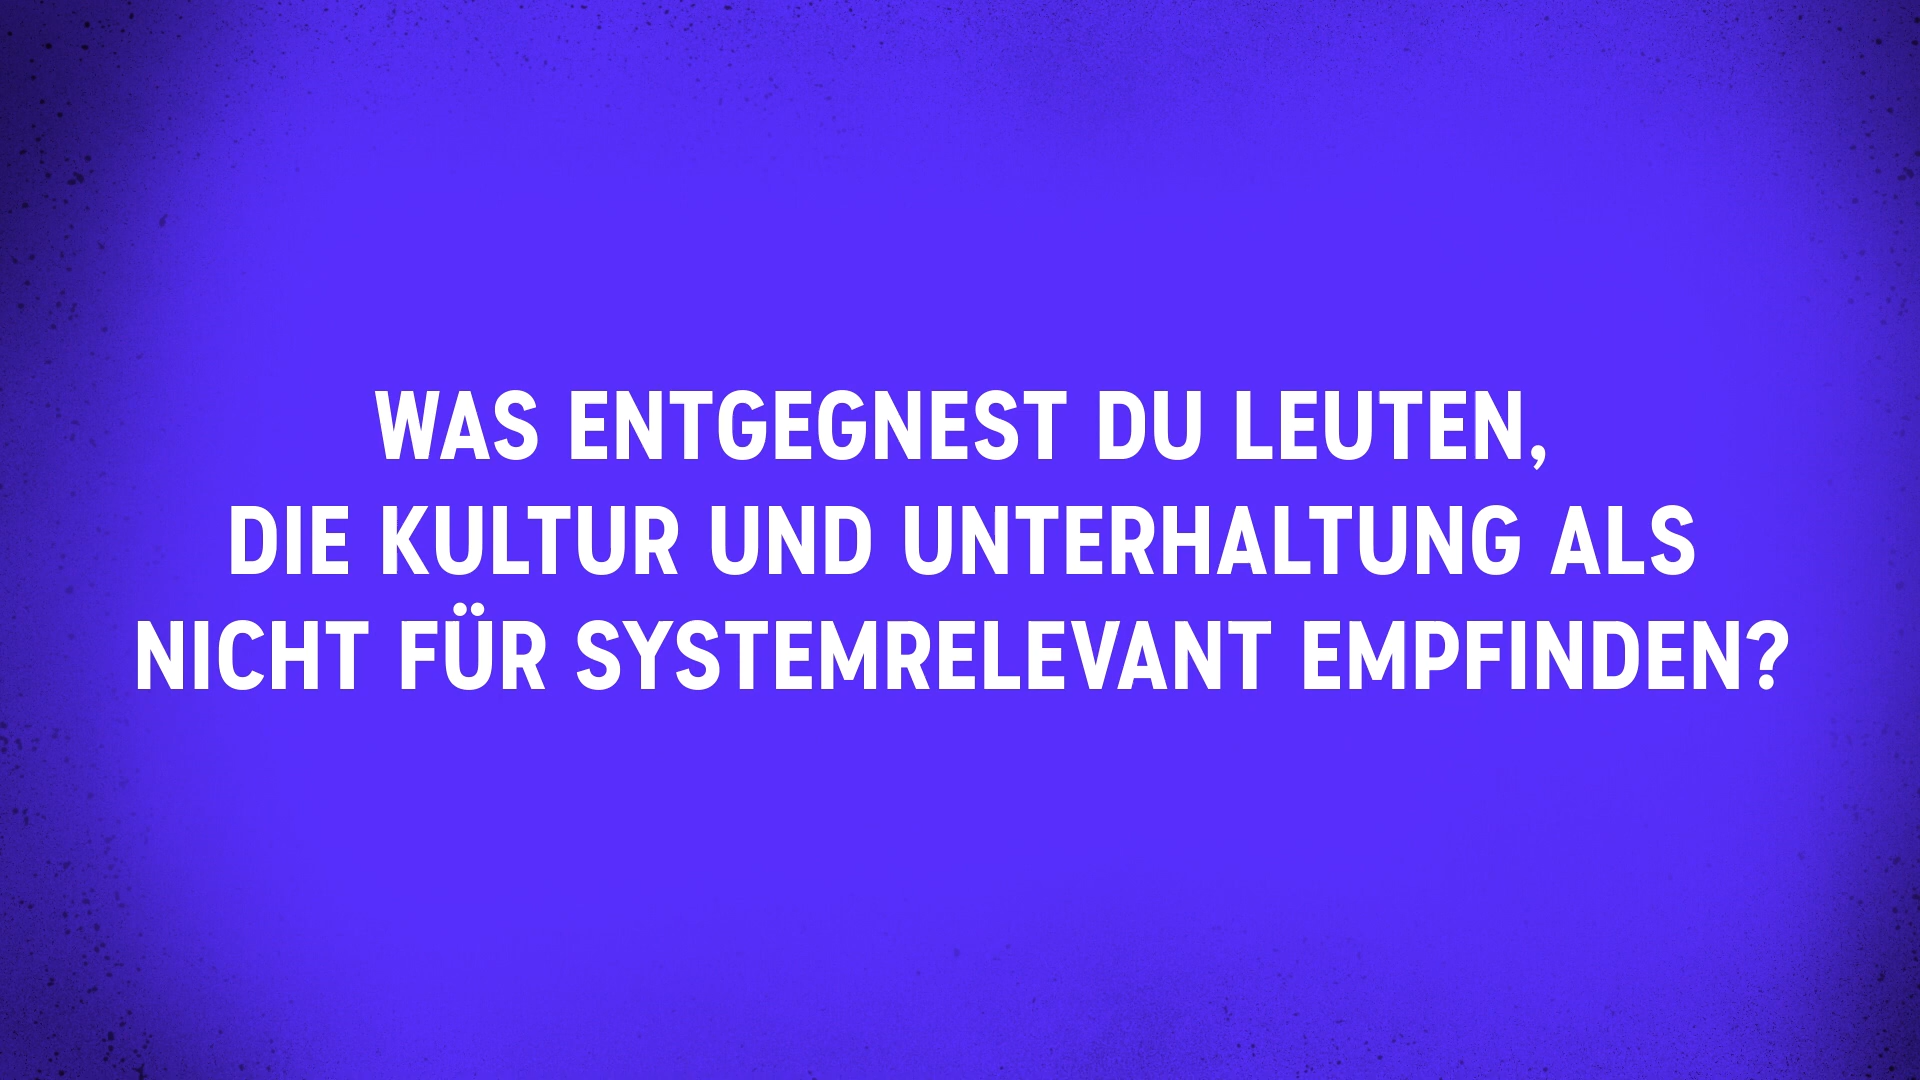 WAS ENTGEGNEST DU LEUTEN,
DIE KULTUR UND UNTERHALTUNG ALS
NICHT FÜR SYSTEMRELEVANT EMPFINDEN?